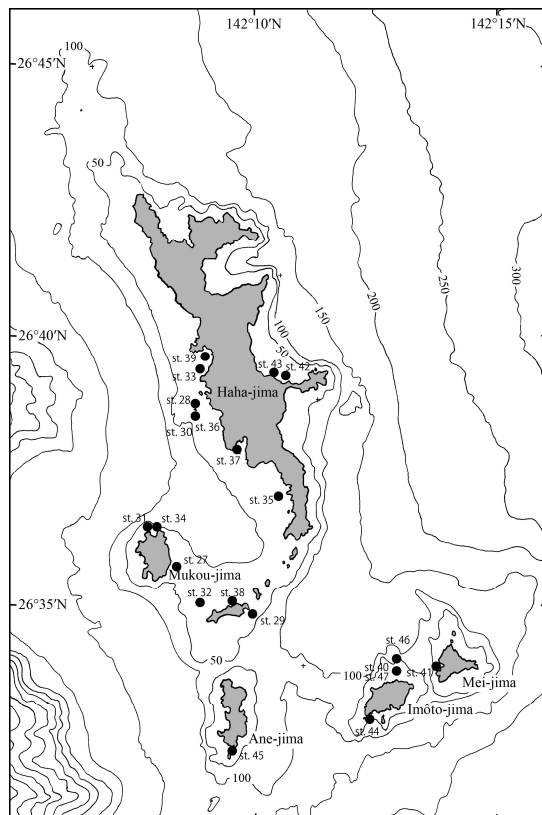 142°10′N
142°15′N
100
26°45′N
50
300
250
200
150
100
50
26°40′N
st. 39
st. 33
st. 43
st. 42
Haha-jima
st. 28
st. 36
st. 30
st. 37
st. 35
st. 31
st. 34
st. 27
Mukou-jima
st. 32
st. 38
26°35′N
st. 29
st. 46
50
100
st. 40
st. 41
st. 47
Mei-jima
Imôto-jima
st. 44
Ane-jima
st. 45
100